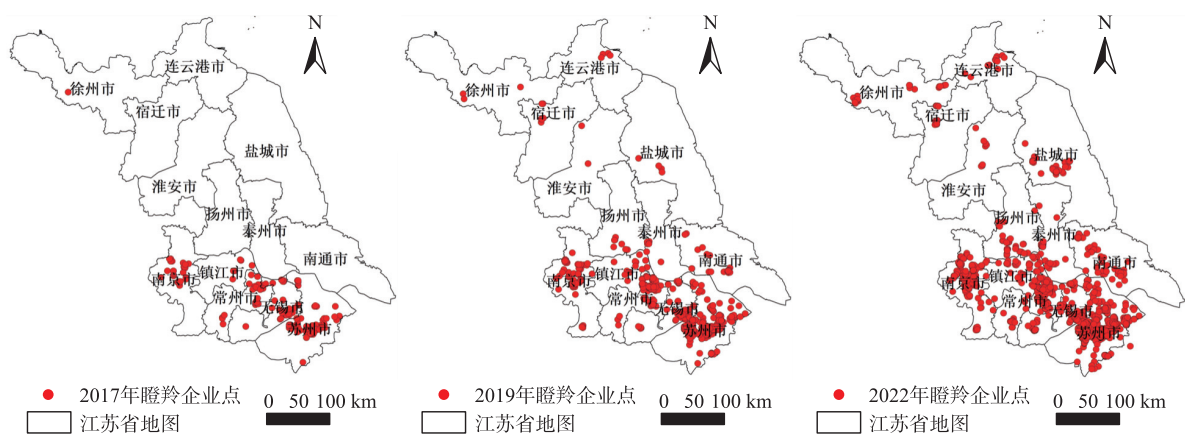 N
连云港市
徐州市
宿迁市
盐城市
淮安市
扬州市
泰州市
南通市
南京市
镇江市
常州市
无锡市
苏州市
2017年瞪羚企业点
江苏省地图
0 50 100 km
N
连云港市
徐州市
宿迁市
盐城市
淮安市
扬州市
泰州市
南通市
南京市
镇江市
常州市
无锡市
苏州市
2019年瞪羚企业点
江苏省地图
0 50 100 km
N
连云港市
徐州市
宿迁市
盐城市
淮安市
扬州市
泰州市
南通市
南京市
镇江市
常州市
无锡市
苏州市
2022年瞪羚企业点
江苏省地图
0 50 100 km